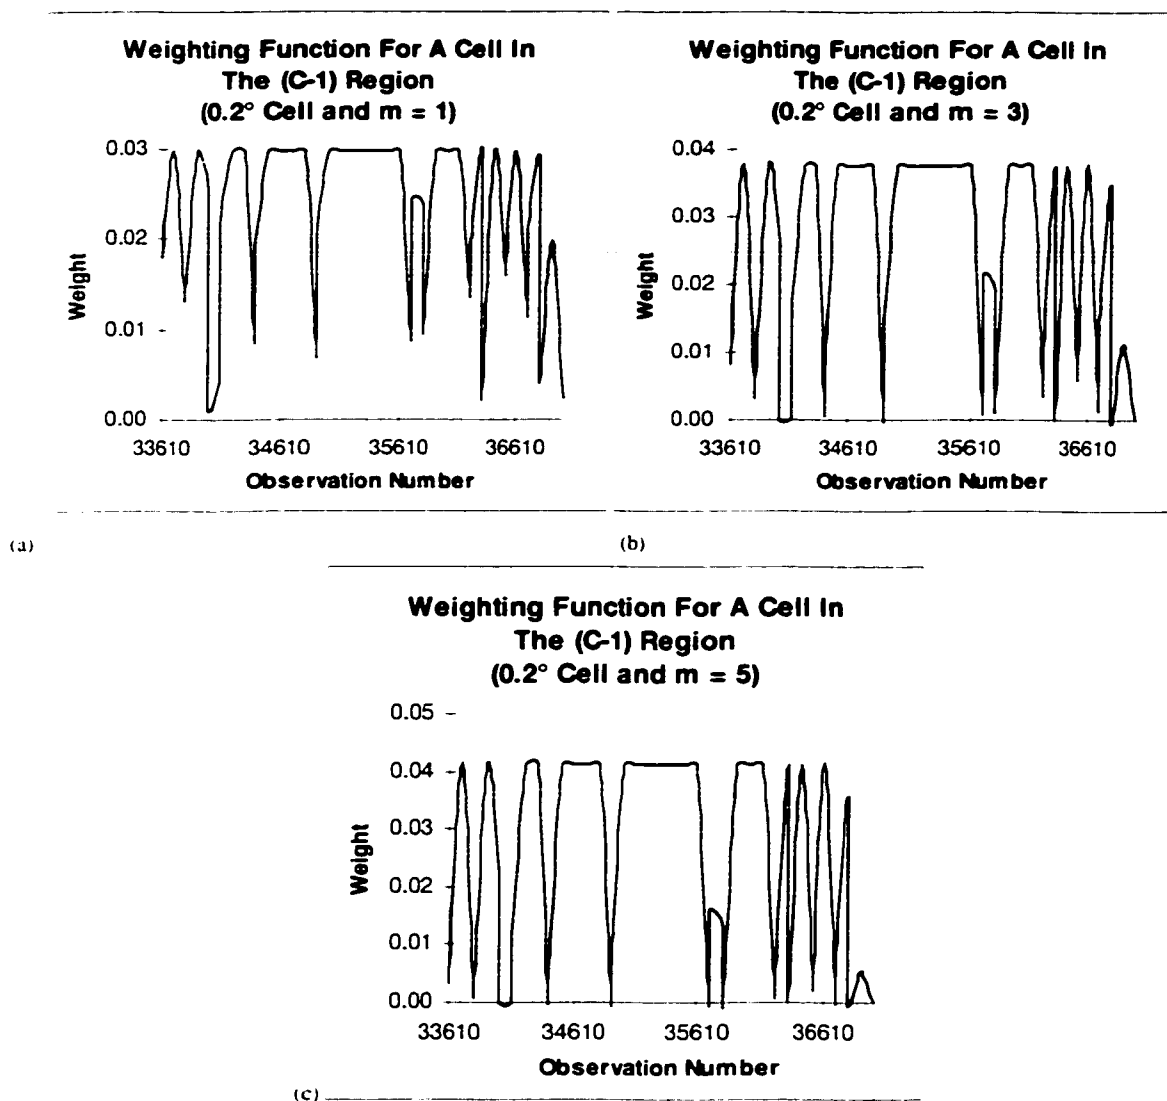 Weighting Function For A Cell In
The (C-1) Region
(0.2° Cell and m = 1)
0.03
0.02
0.01
0.00
Weight
33610 34610 35610 36610
Observation Number
(a)
Weighting Function For A Cell In
The (C-1) Region
(0.2° Cell and m = 3)
0.04
0.03
0.02
0.01
0.00
Weight
33610 34610 35610 36610
Observation Number
(b)
Weighting Function For A Cell In
The (C-1) Region
(0.2° Cell and m = 5)
0.05
0.04
0.03
0.02
0.01
0.00
Weight
33610 34610 35610 36610
Observation Number
(c)